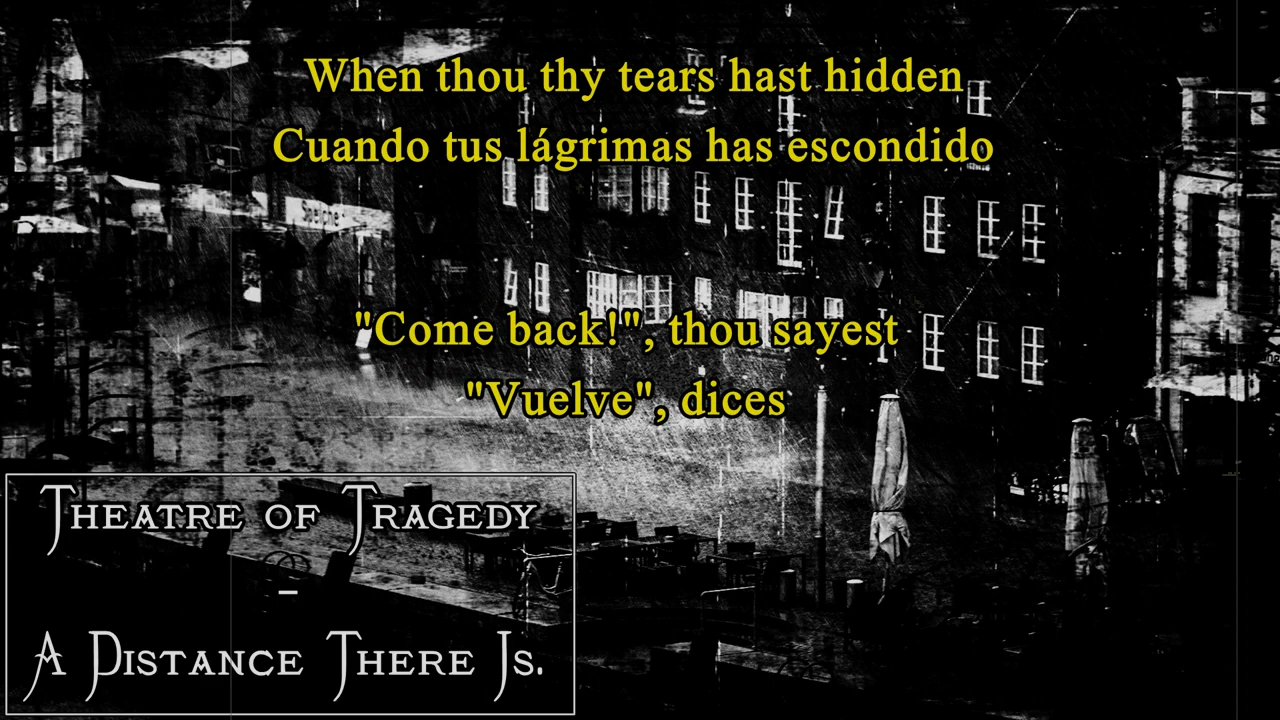 When thou thy tears hast hidden
Cuando tus lágrimas has escondido
"Come back!", thou sayest
"Vuelve", dices
Theatre of Tragedy
-
A Distance There Is.